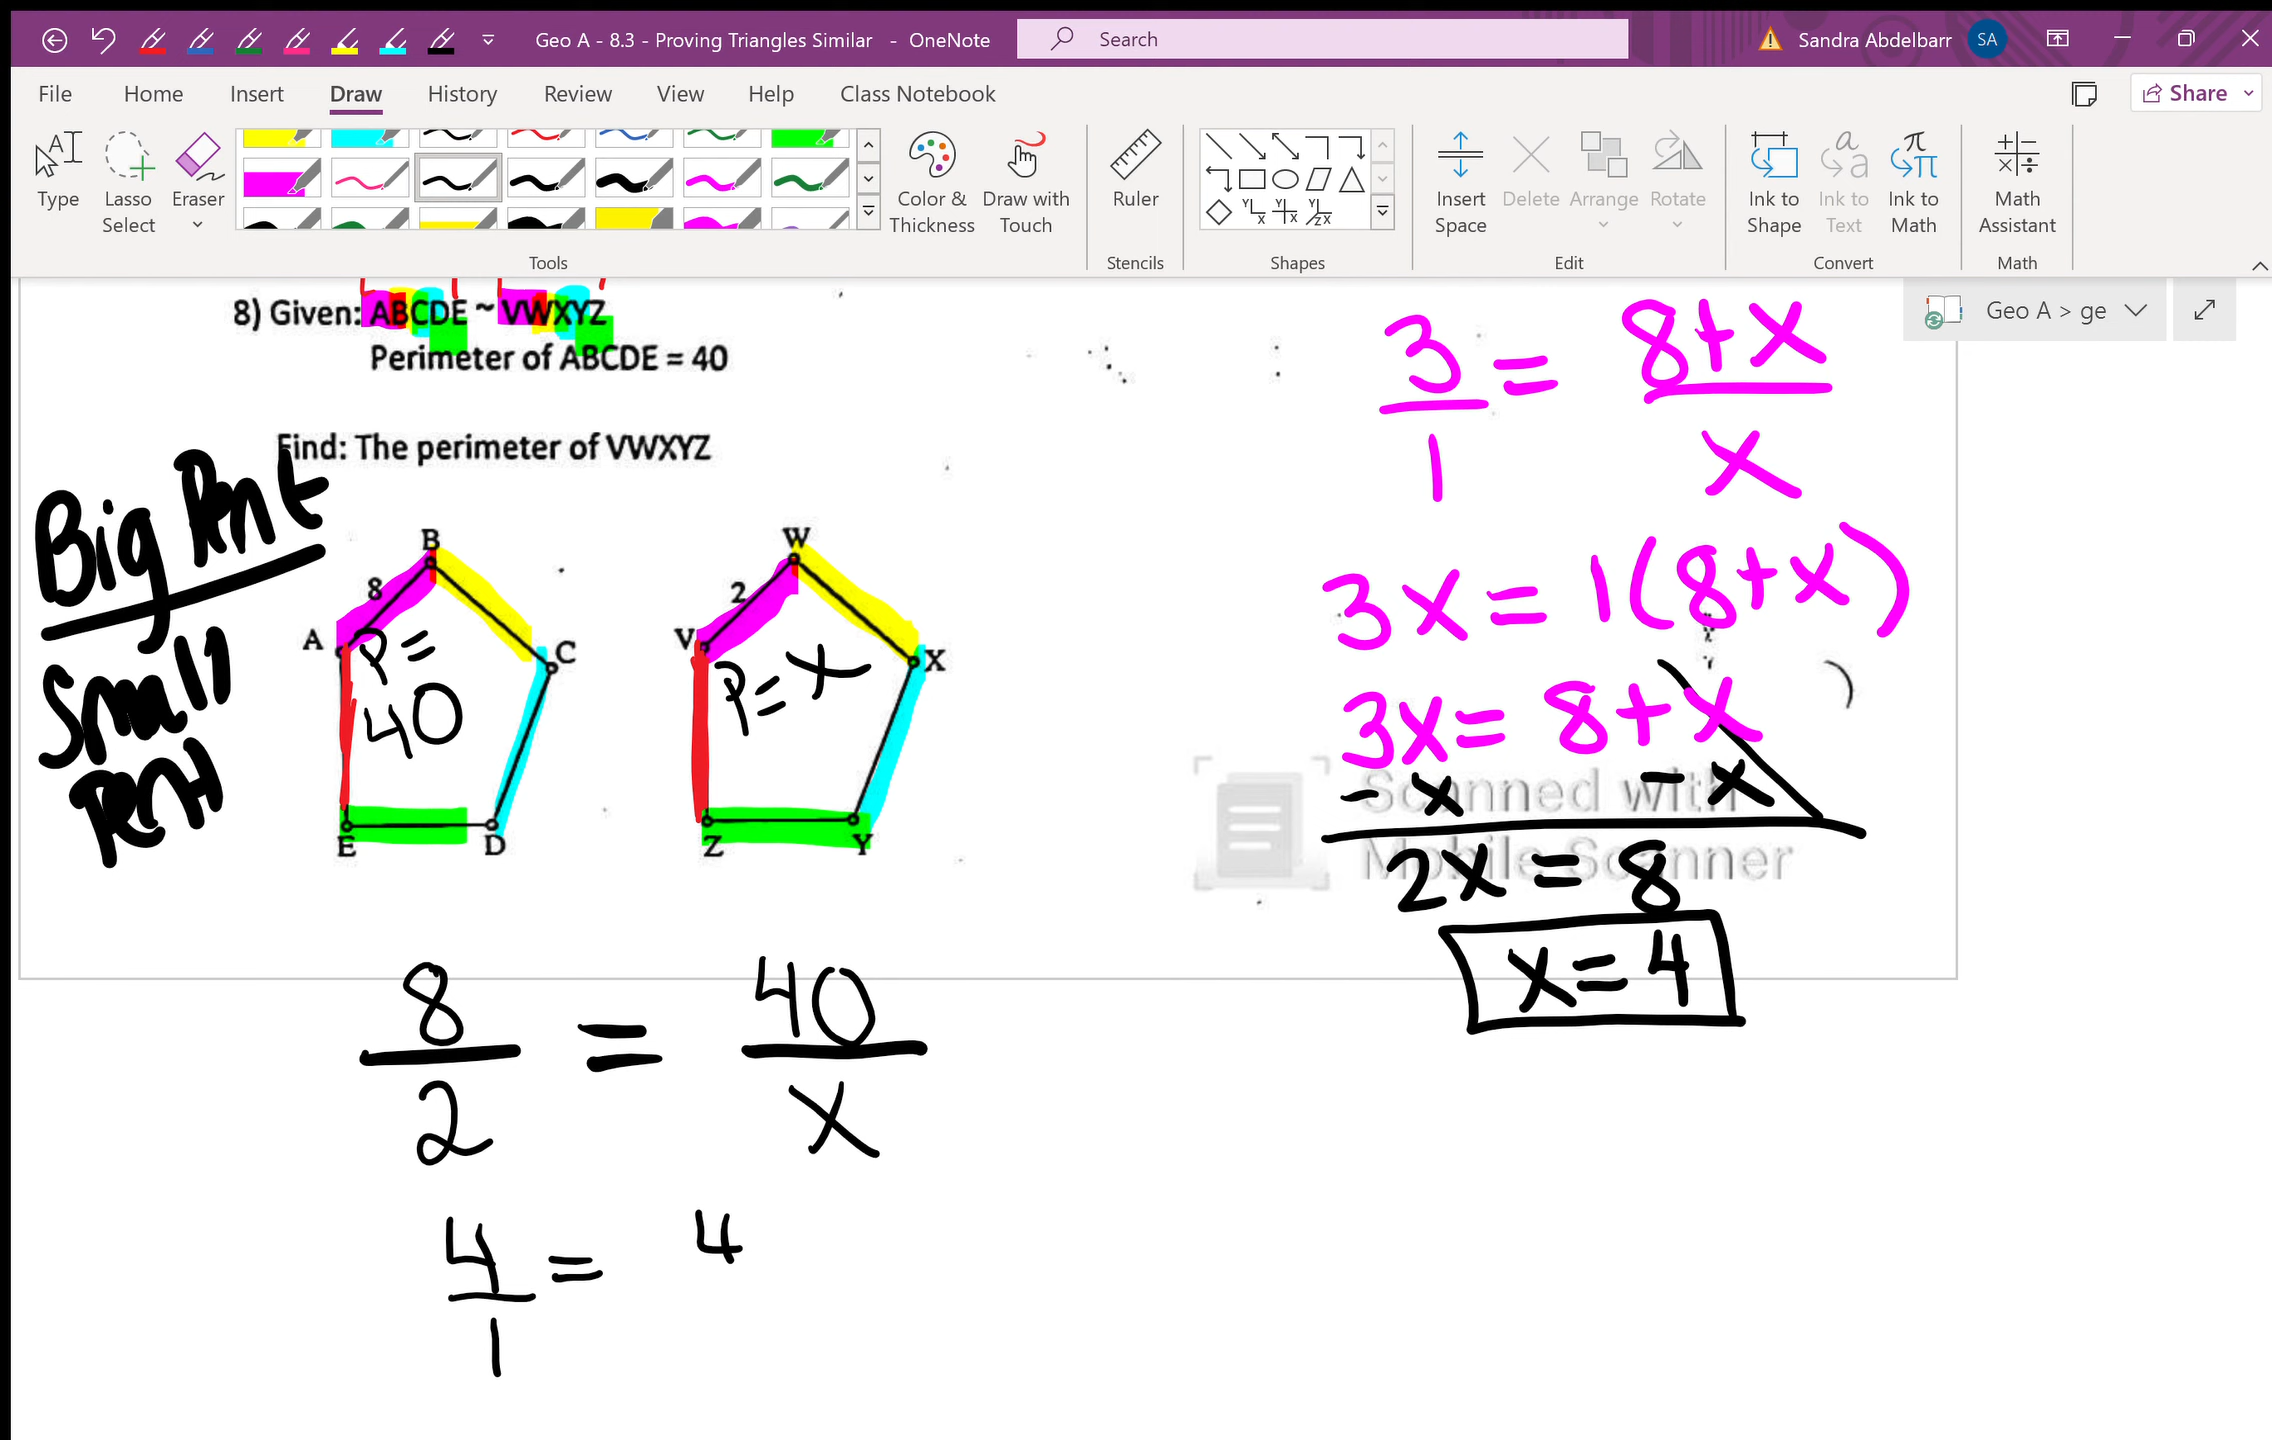 Geo A - 8.3 - Proving Triangles Similar - OneNote
Search
Sandra Abdelbarr
SA
File Home Insert Draw History Review View Help Class Notebook
Share
Type
Lasso Select
Eraser
Color & Thickness
Draw with Touch
Ruler
Insert Space
Delete
Arrange
Rotate
Ink to Shape
Ink to Text
Ink to Math
Math Assistant
Tools
Stencils
Shapes
Edit
Convert
Math
Geo A > ge
8) Given: ABCDE ~ VWXYZ
Perimeter of ABCDE = 40
Find: The perimeter of VWXYZ
Big Pent
Small Pent
B
8
A
P = 40
C
E
D
W
2
V
P = x
X
Z
Y
8/2 = 40/x
4/1 = 4
3/1 = 8+x/x
3x = 1(8+x)
3x = 8+x
- x - x
2x = 8
x = 4
Scanned with
Mobile Scanner